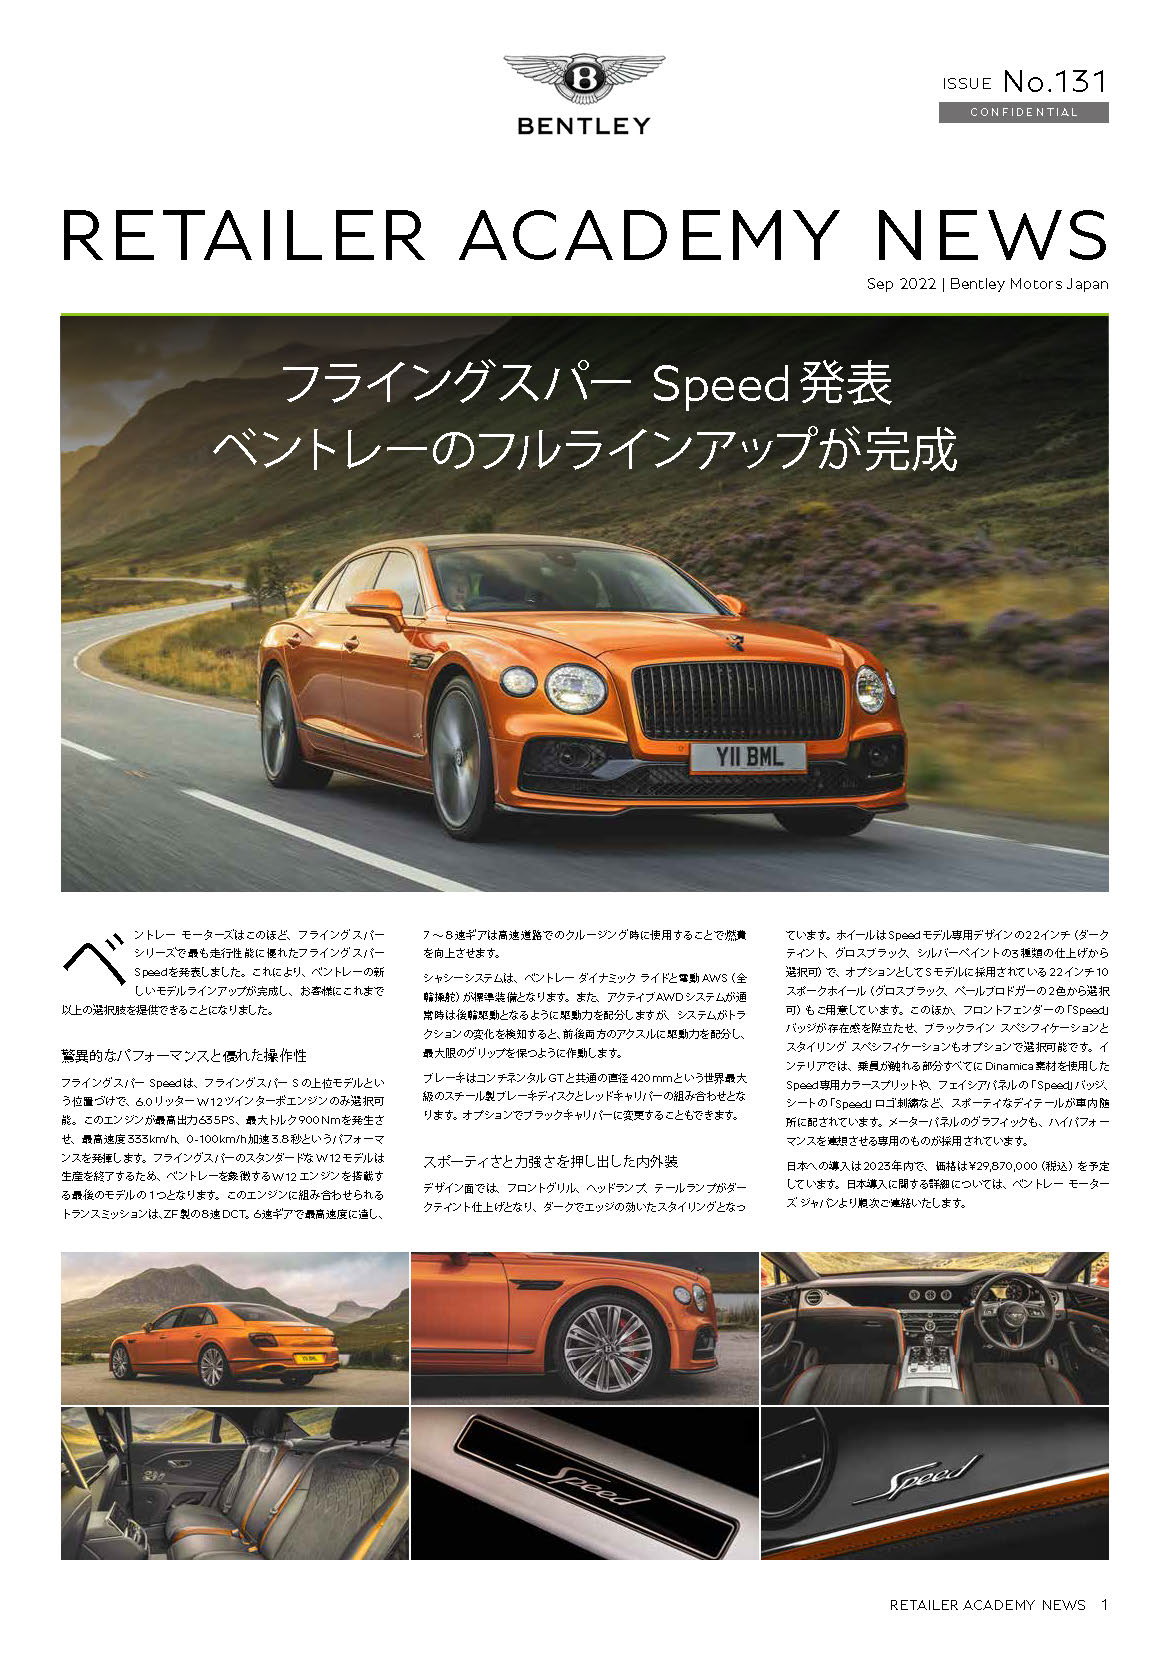 BENTLEY
ISSUE No.131
CONFIDENTIAL
RETAILER ACADEMY NEWS
Sep 2022 | Bentley Motors Japan
フライングスパー Speed発表
ベントレーのフルラインアップが完成
Y11 BML
ベントレー モーターズはこのほど、フライングスパー
シリーズで最も走行性能に優れたフライングスパー
Speedを発表しました。これにより、ベントレーの新
しいモデルラインアップが完成し、お客様にこれまで
以上の選択肢を提供できることになりました。
驚異的なパフォーマンスと優れた操作性
フライングスパー Speedは、フライングスパー Sの上位モデルとい
う位置づけで、6.0リッターW12ツインターボエンジンのみ選択可
能。このエンジンが最高出力635PS、最大トルク900Nmを発生さ
せ、最高速度333km/h、0-100km/h加速3.8秒というパフォーマ
ンスを発揮します。フライングスパーのスタンダードなW12モデルは
生産を終了するため、ベントレーを象徴するW12エンジンを搭載す
る最後のモデルの1つとなります。このエンジンに組み合わせられる
トランスミッションは、ZF製の8速DCT。6速ギアで最高速度に達し、
7～8速ギアは高速道路でのクルージング時に使用することで燃費
を向上させます。
シャシーシステムは、ベントレー ダイナミック ライドと電動AWS（全
輪操舵）が標準装備となります。また、アクティブAWDシステムが通
常時は後輪駆動となるように駆動力を配分しますが、システムがトラ
クションの変化を検知すると、前後両方のアクスルに駆動力を配分し、
最大限のグリップを保つように作動します。
ブレーキはコンチネンタルGTと共通の直径420mmという世界最大
級のスチール製ブレーキディスクとレッドキャリパーの組み合わせとな
ります。オプションでブラックキャリパーに変更することもできます。
スポーティさと力強さを押し出した内外装
デザイン面では、フロントグリル、ヘッドランプ、テールランプがダー
クティント仕上げとなり、ダークでエッジの効いたスタイリングとなっ
ています。ホイールはSpeedモデル専用デザインの22インチ（ダーク
ティント、グロスブラック、シルバーペイントの3種類の仕上げから
選択可）で、オプションとしてSモデルに採用されている22インチ10
スポークホイール（グロスブラック、ペールブロドガーの2色から選択
可）もご用意しています。このほか、フロントフェンダーの「Speed」
バッジが存在感を際立たせ、ブラックライン スペシフィケーションと
スタイリング スペシフィケーションもオプションで選択可能です。イ
ンテリアでは、乗員が触れる部分すべてにDinamica素材を使用した
Speed専用カラースプリットや、フェイシアパネルの「Speed」バッジ、
シートの「Speed」ロゴ刺繍など、スポーティなディテールが車内随
所に配されています。メーターパネルのグラフィックも、ハイパフォー
マンスを連想させる専用のものが採用されています。
日本への導入は2023年内で、価格は¥29,870,000（税込）を予定
しています。日本導入に関する詳細については、ベントレー モーター
ズ ジャパンより順次ご連絡いたします。
Y11 BML
Speed
Speed
RETAILER ACADEMY NEWS 1